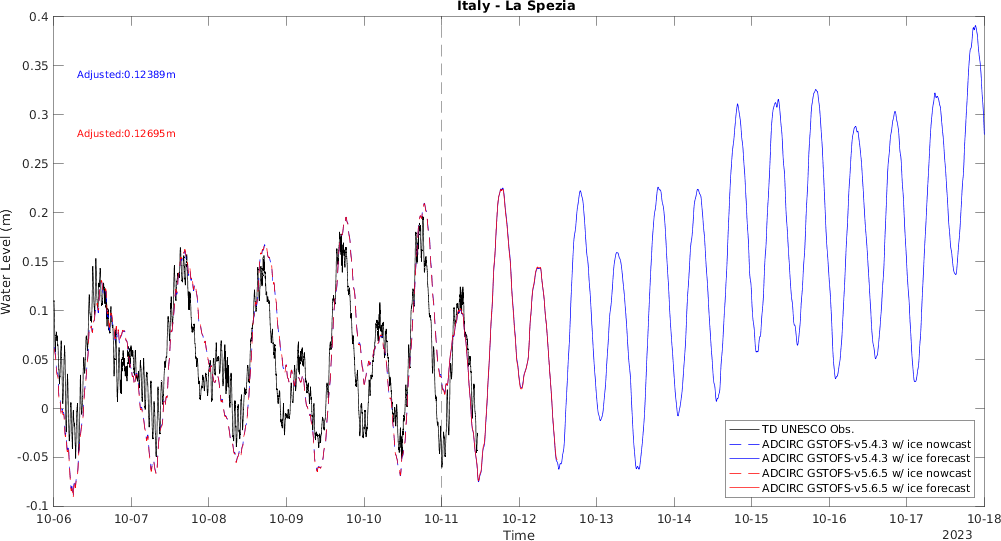 Italy - La Spezia
0.4
0.35
0.3
0.25
0.2
0.15
0.1
0.05
0
-0.05
-0.1
Water Level (m)
Adjusted:0.12389m
Adjusted:0.12695m
TD UNESCO Obs.
ADCIRC GSTOFS-v5.4.3 w/ ice nowcast
ADCIRC GSTOFS-v5.4.3 w/ ice forecast
ADCIRC GSTOFS-v5.6.5 w/ ice nowcast
ADCIRC GSTOFS-v5.6.5 w/ ice forecast
10-06 10-07 10-08 10-09 10-10 10-11 10-12 10-13 10-14 10-15 10-16 10-17 10-18
Time
2023